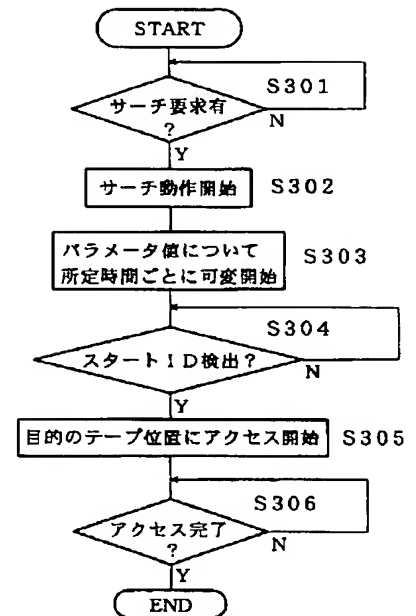 START
S301
サーチ要求有
?
N
Y
サーチ動作開始 S302
パラメータ値について
所定時間ごとに可変開始
S303
S304
スタートID検出?
N
Y
目的のテープ位置にアクセス開始 S305
S306
アクセス完了
?
N
Y
END